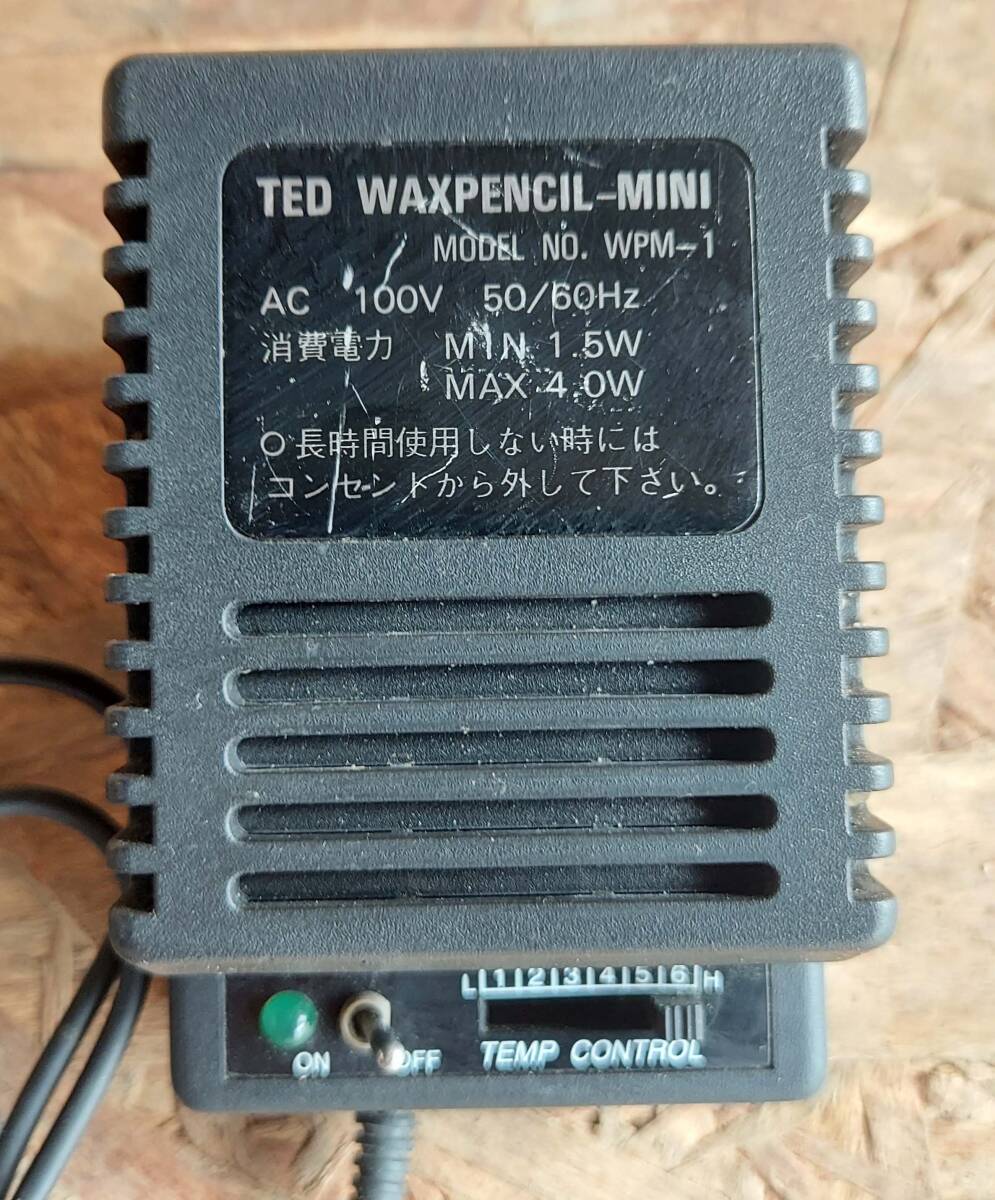 TED WAXPENCIL-MINI
MODEL NO. WPM-1
AC 100V 50/60Hz
消費電力 MIN 1.5W
MAX 4.0W
○長時間使用しない時には
コンセントから外して下さい。
L 1 2 3 4 5 6 H
ON OFF TEMP CONTROL